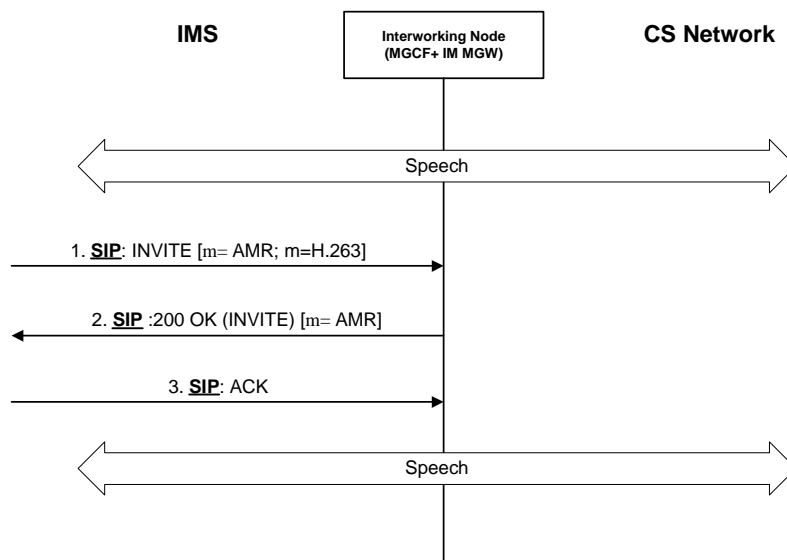 IMS
Interworking Node
(MGCF+ IM MGW)
CS Network
Speech
1. SIP: INVITE [m= AMR; m=H.263]
2. SIP :200 OK (INVITE) [m= AMR]
3. SIP: ACK
Speech